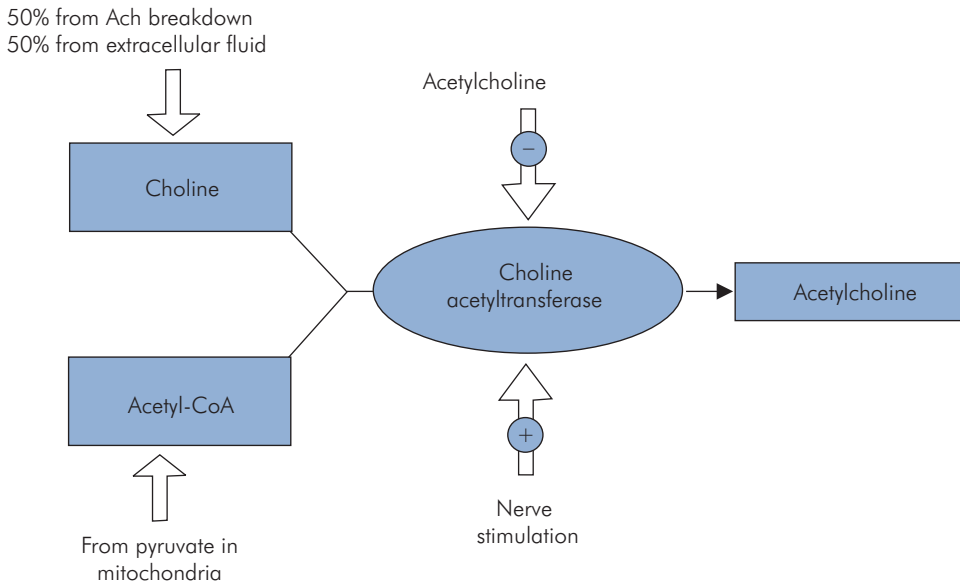 50% from Ach breakdown
50% from extracellular fluid
Choline
Acetylcholine
−
Choline
acetyltransferase
Acetylcholine
Acetyl-CoA
+
From pyruvate in
mitochondria
Nerve
stimulation